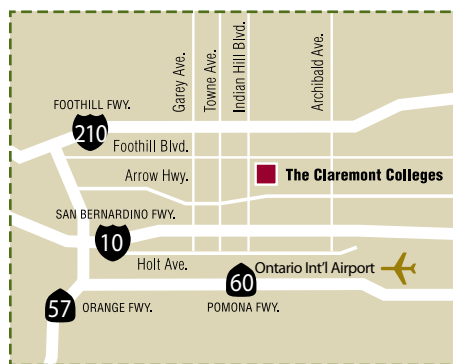 Garey Ave.
Towne Ave.
Indian Hill Blvd.
Archibald Ave.
FOOTHILL FWY.
210
Foothill Blvd.
Arrow Hwy.
The Claremont Colleges
SAN BERNARDINO FWY.
10
Holt Ave.
Ontario Int'l Airport
60
57
ORANGE FWY.
POMONA FWY.